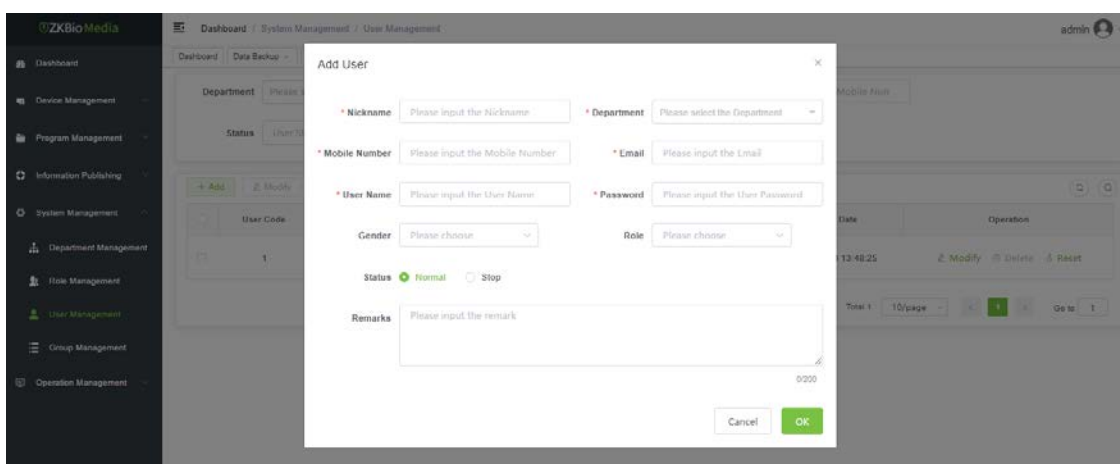 ZKBio Media
Dashboard / System Management / User Management
admin
Dashboard
Data Backup
Dashboard
Device Management
Program Management
Information Publishing
System Management
Department Management
Role Management
User Management
Group Management
Operation Management
Department
Please
Mobile Num
Status
+ Add
Modify
User Code
Date
Operation
1
13:48:25
Modify
Delete
Reset
Total 1
10/page
1
Go to
1
Add User
* Nickname
Please input the Nickname
* Department
Please select the Department
* Mobile Number
Please input the Mobile Number
* Email
Please input the Email
* User Name
Please input the User Name
* Password
Please input the User Password
Gender
Please choose
Role
Please choose
Status
Normal
Stop
Remarks
Please input the remark
0/200
Cancel
OK